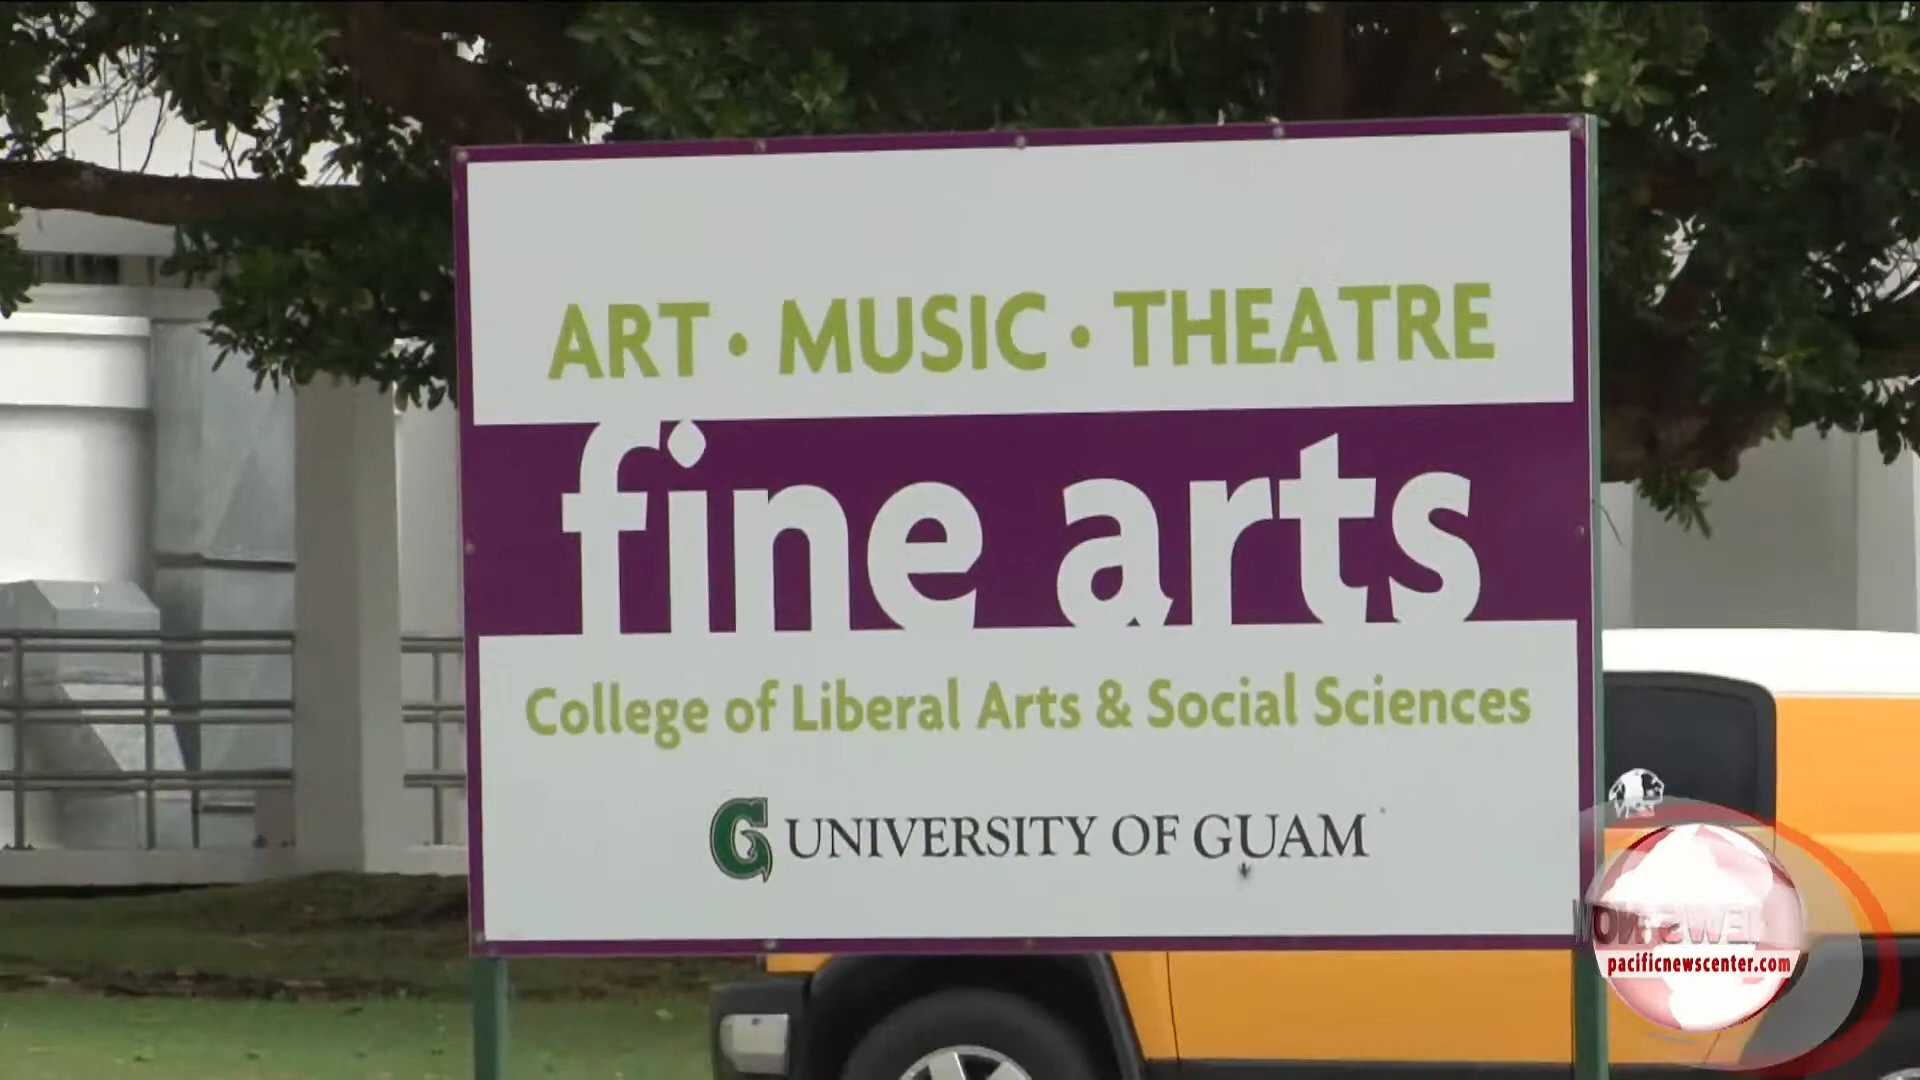 ART • MUSIC • THEATRE
fine arts
College of Liberal Arts & Social Sciences
G UNIVERSITY OF GUAM
pacificnewscenter.com